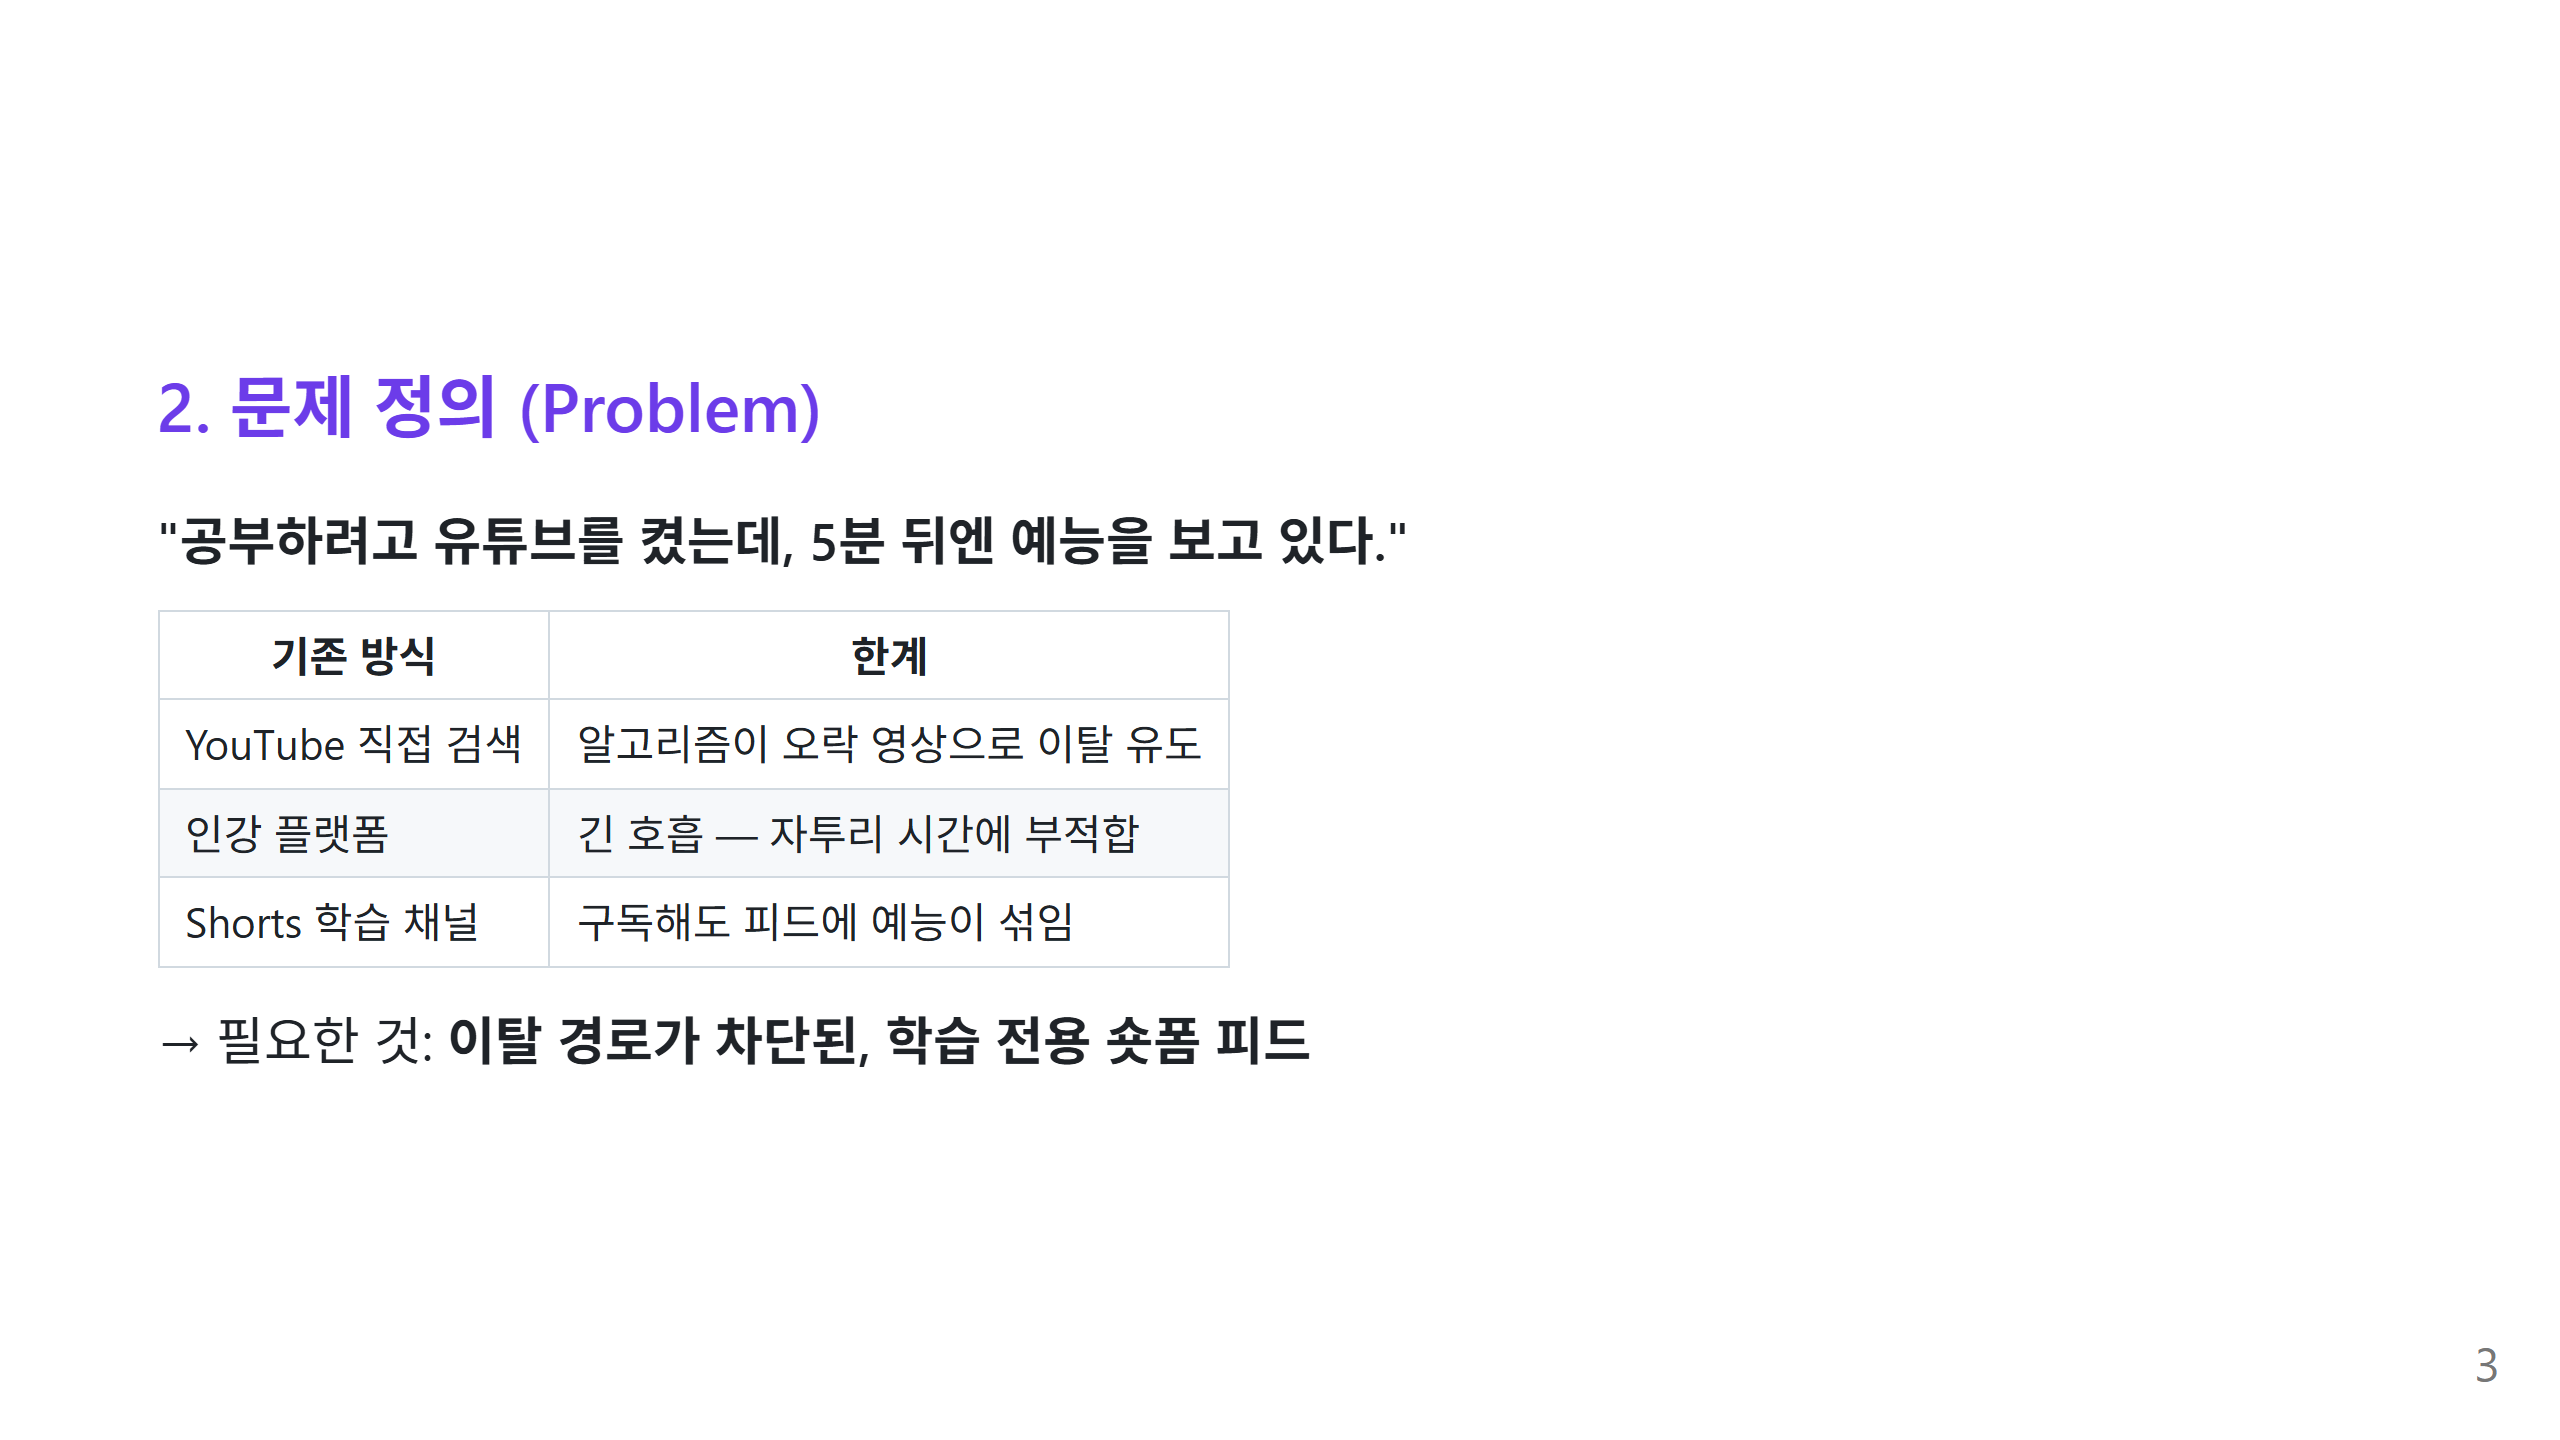 2. 문제 정의 (Problem)
"공부하려고 유튜브를 켰는데, 5분 뒤엔 예능을 보고 있다."
기존 방식 한계
YouTube 직접 검색 알고리즘이 오락 영상으로 이탈 유도
인강 플랫폼 긴 호흡 — 자투리 시간에 부적합
Shorts 학습 채널 구독해도 피드에 예능이 섞임
→ 필요한 것: 이탈 경로가 차단된, 학습 전용 숏폼 피드
3